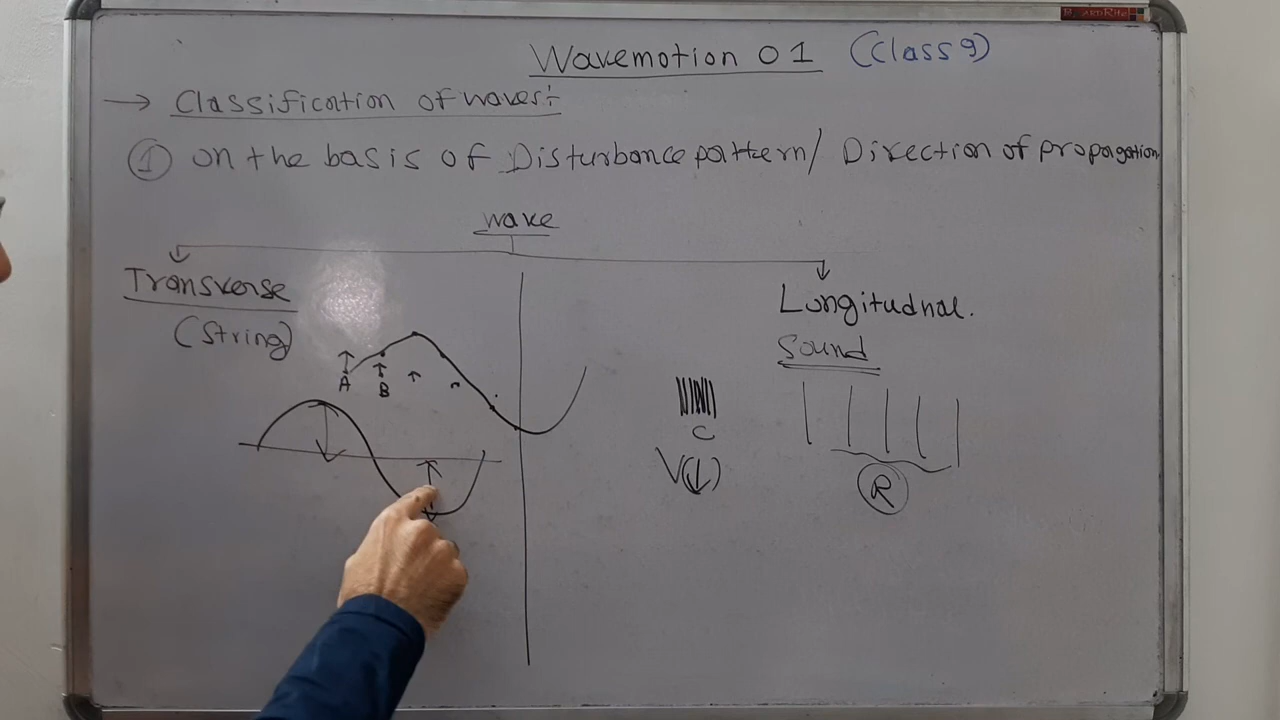 Wavemotion 01 (Class 9)
→ Classification of waves:-
① on the basis of Disturbance pattern/ Direction of propagation
wave
Transverse
(String)
Longitudnal.
Sound
A
B
C
V(↓)
R